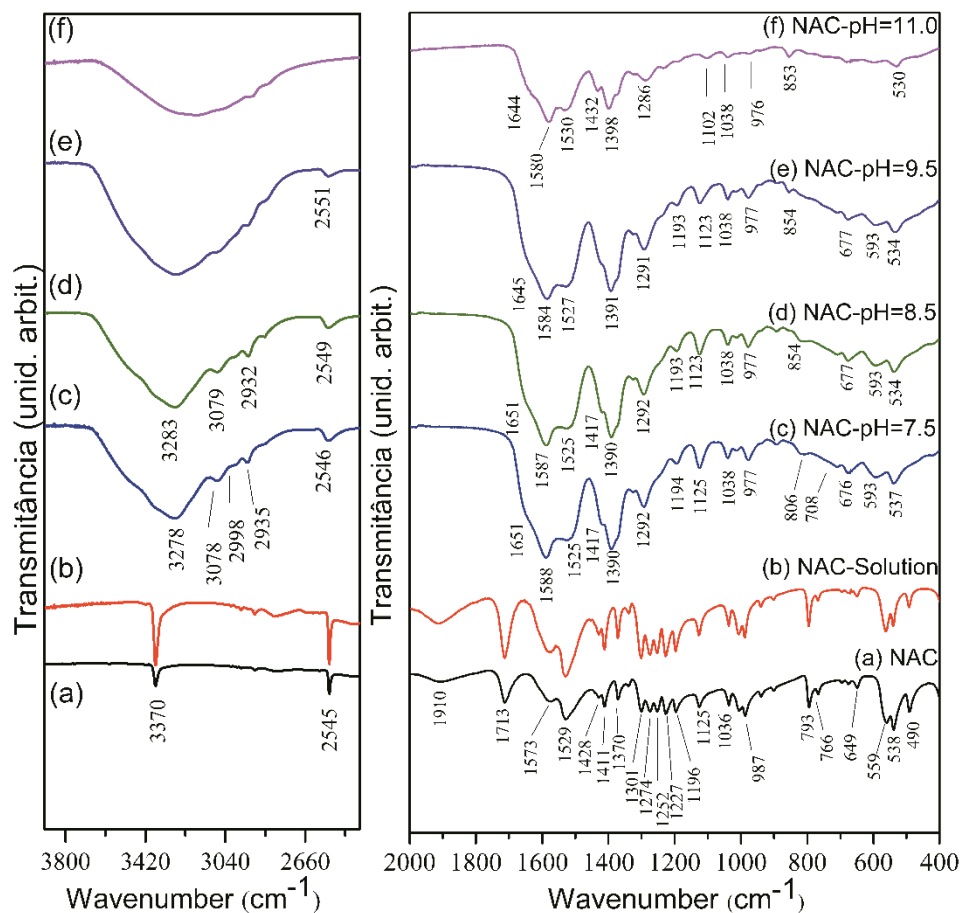 (f)
(e)
2551
(d)
2932
2549
3079
3283
(c)
2546
2998
2935
3078
3278
(b)
(a)
3370
2545
Transmitância (unid. arbit.)
3800 3420 3040 2660
Wavenumber (cm-1)
(f) NAC-pH=11.0
1644 1580 1530 1432 1398 1286 1102 1038 976 853 530
(e) NAC-pH=9.5
1645 1584 1527 1391 1291 1193 1123 1038 977 854 677 593 534
(d) NAC-pH=8.5
1651 1587 1525 1417 1390 1292 1193 1123 1038 977 854 677 593 534
(c) NAC-pH=7.5
1651 1588 1525 1417 1390 1292 1194 1125 1038 977 806 708 676 593 537
(b) NAC-Solution
(a) NAC
1910 1713 1573 1529 1428 1411 1370 1301 1274 1252 1227 1196 1125 1036 987 793 766 649 559 538 490
Transmitância (unid. arbit.)
2000 1800 1600 1400 1200 1000 800 600 400
Wavenumber (cm-1)